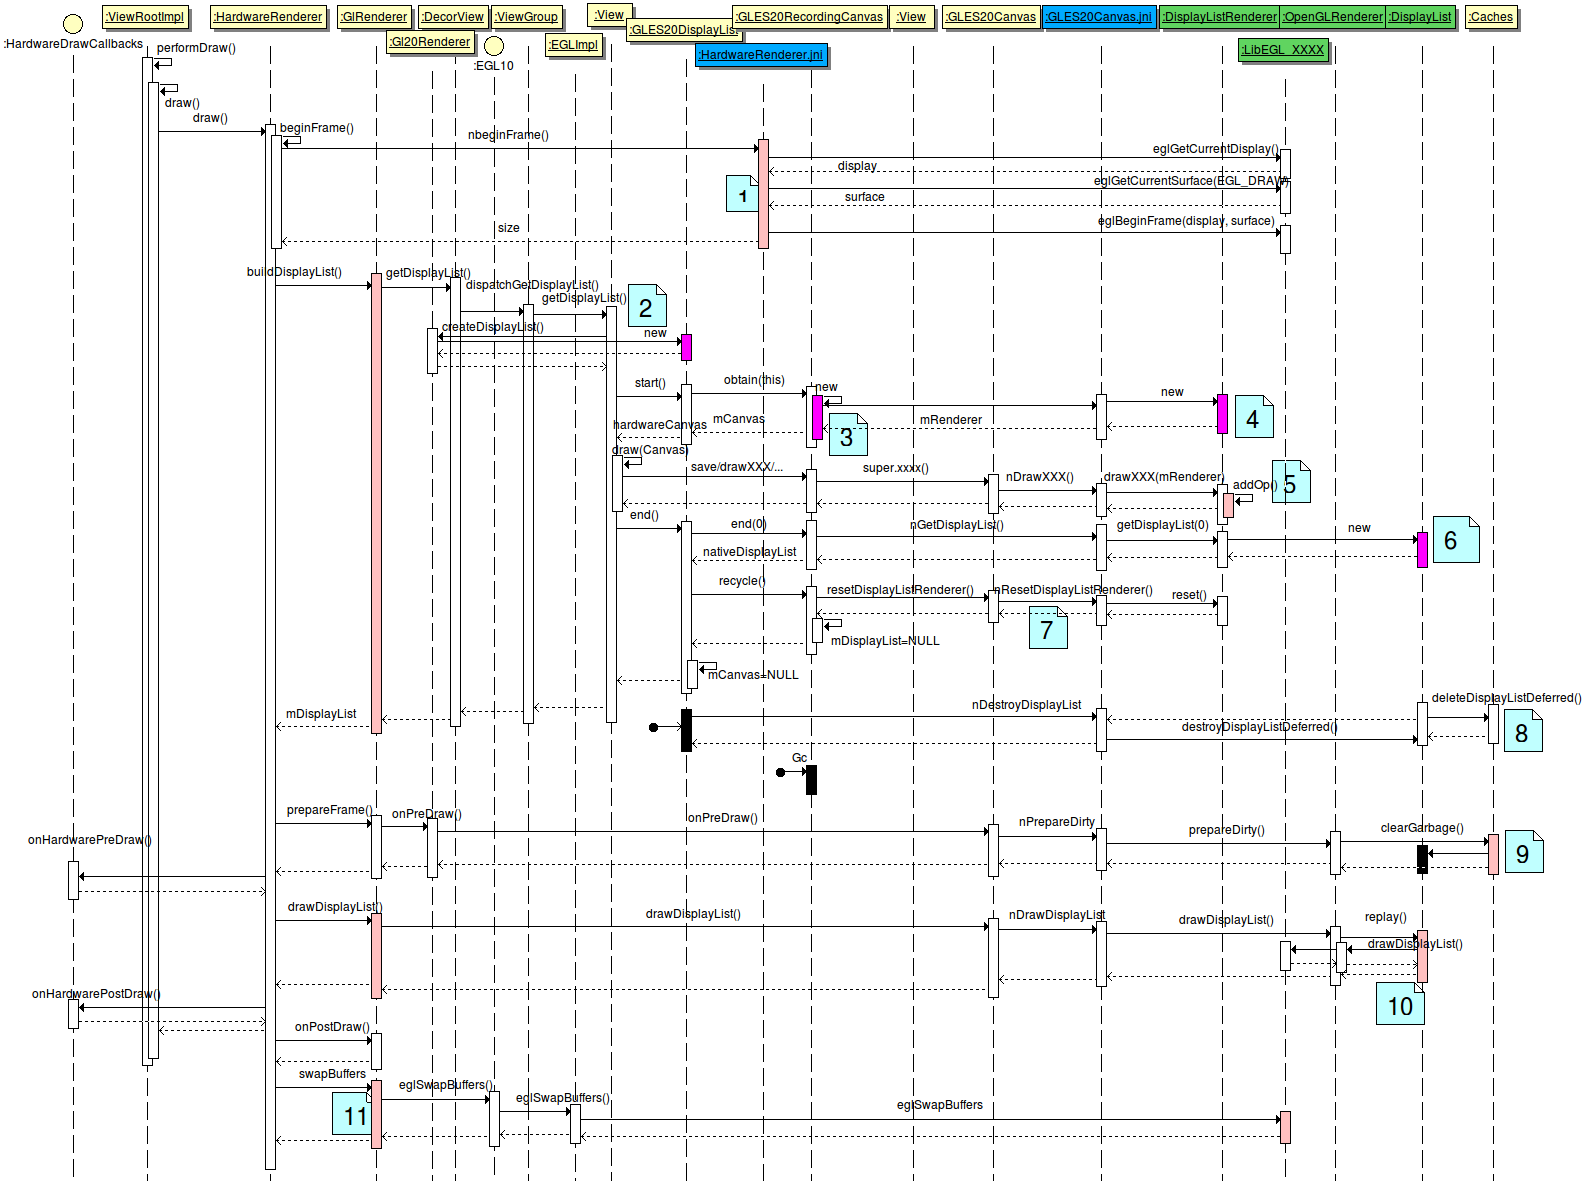 :ViewRootImpl
:HardwareRenderer
:GlRenderer
:DecorView
:ViewGroup
:View
:GLES20RecordingCanvas
:View
:GLES20Canvas
:GLES20Canvas.jni
:DisplayListRenderer
:OpenGLRenderer
:DisplayList
:Caches
:GLES20DisplayList
:HardwareDrawCallbacks
:Gl20Renderer
:EGLImpl
:HardwareRenderer.jni
:LibEGL_XXXX
:EGL10
performDraw()
draw()
draw()
beginFrame()
nbeginFrame()
eglGetCurrentDisplay()
display
eglGetCurrentSurface(EGL_DRAW)
1
surface
eglBeginFrame(display, surface)
size
buildDisplayList()
getDisplayList()
dispatchGetDisplayList()
getDisplayList()
2
createDisplayList()
new
start()
obtain(this)
new
new
mCanvas
hardwareCanvas
mRenderer
3
4
draw(Canvas)
save/drawXXX/...
super.xxxx()
nDrawXXX()
drawXXX(mRenderer)
addOp()
5
end()
end(0)
nGetDisplayList()
getDisplayList(0)
new
6
nativeDisplayList
recycle()
resetDisplayListRenderer()
nResetDisplayListRenderer()
reset()
7
mDisplayList=NULL
mCanvas=NULL
mDisplayList
nDestroyDisplayList
deleteDisplayListDeferred()
destroyDisplayListDeferred()
8
Gc
prepareFrame()
onPreDraw()
onPreDraw()
nPrepareDirty
prepareDirty()
clearGarbage()
9
onHardwarePreDraw()
drawDisplayList()
drawDisplayList()
nDrawDisplayList
drawDisplayList()
replay()
drawDisplayList()
10
onHardwarePostDraw()
onPostDraw()
swapBuffers
eglSwapBuffers()
eglSwapBuffers()
eglSwapBuffers
11